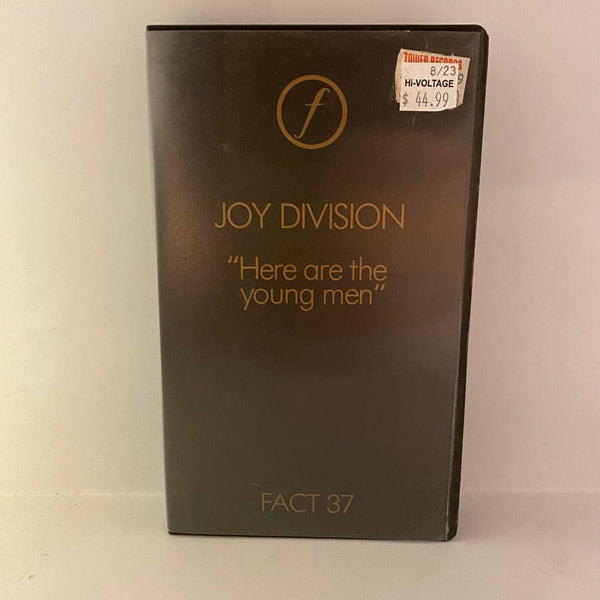 TOWER RECORDS
8/23
HI-VOLTAGE
$ 44.99
f
JOY DIVISION
"Here are the
young men"
FACT 37